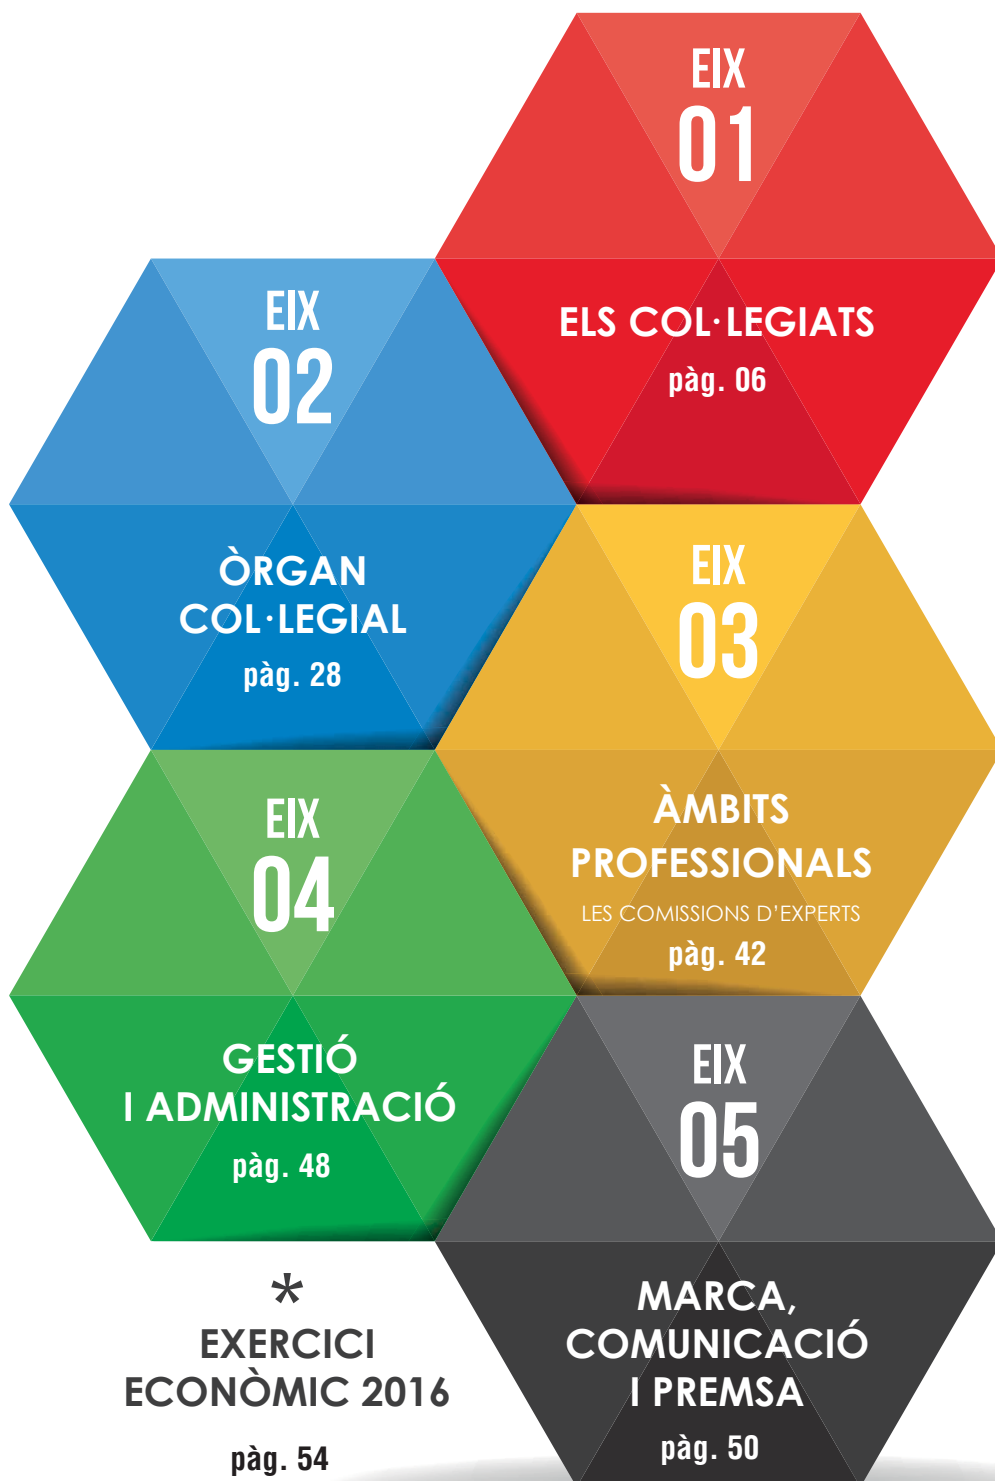 EIX
01
ELS COL·LEGIATS
pàg. 06
EIX
02
ÒRGAN
COL·LEGIAL
pàg. 28
EIX
03
ÀMBITS
PROFESSIONALS
LES COMISSIONS D’EXPERTS
pàg. 42
EIX
04
GESTIÓ
I ADMINISTRACIÓ
pàg. 48
EIX
05
MARCA,
COMUNICACIÓ
I PREMSA
pàg. 50
*
EXERCICI
ECONÒMIC 2016
pàg. 54